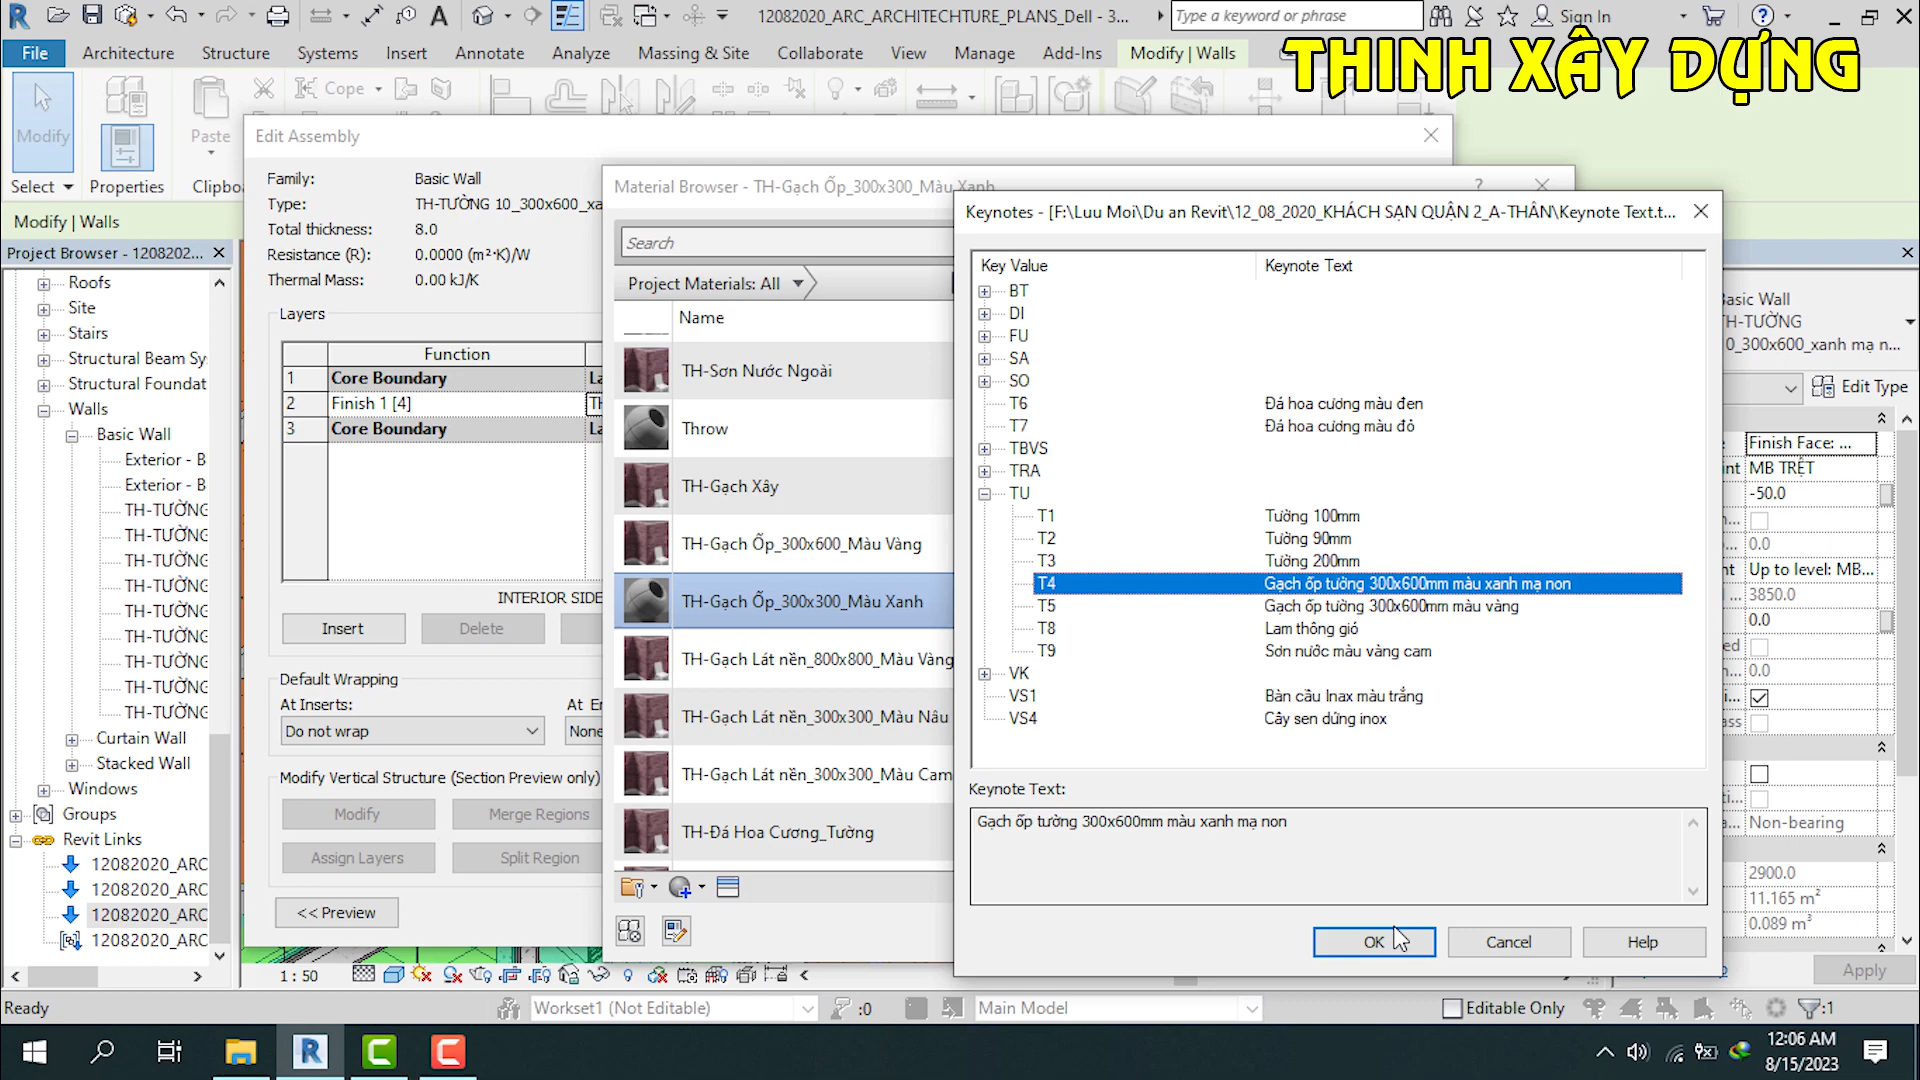 12082020_ARC_ARCHITECHTURE_PLANS_Dell - 3...
Type a keyword or phrase
Sign In
File
Architecture
Structure
Systems
Insert
Annotate
Analyze
Massing & Site
Collaborate
View
Manage
Add-Ins
Modify | Walls
THINH XÂY DỰNG
Modify
Cope
Paste
Select
Properties
Modify | Walls
Project Browser - 1208202...
Roofs
Site
Stairs
Structural Beam Sy
Structural Foundat
Walls
Basic Wall
Exterior - B
Exterior - B
TH-TƯỜNG
TH-TƯỜNG
TH-TƯỜNG
TH-TƯỜNG
TH-TƯỜNG
TH-TƯỜNG
TH-TƯỜNG
TH-TƯỜNG
TH-TƯỜNG
Curtain Wall
Stacked Wall
Windows
Groups
Revit Links
12082020_ARC
12082020_ARC
12082020_ARC
12082020_ARC
Edit Assembly
Family: Basic Wall
Type: TH-TƯỜNG 10_300x600_xa
Total thickness: 8.0
Resistance (R): 0.0000 (m²·K)/W
Thermal Mass: 0.00 kJ/K
Layers
Function
1 Core Boundary
2 Finish 1 [4]
3 Core Boundary
INTERIOR SIDE
Insert
Delete
Default Wrapping
At Inserts:
Do not wrap
None
Modify Vertical Structure (Section Preview only)
Modify
Merge Regions
Assign Layers
Split Region
<< Preview
Material Browser - TH-Gạch Ốp_300x300_Màu Xanh
?
Search
Project Materials: All
Name
TH-Sơn Nước Ngoài
Throw
TH-Gạch Xây
TH-Gạch Ốp_300x600_Màu Vàng
TH-Gạch Ốp_300x300_Màu Xanh
TH-Gạch Lát nền_800x800_Màu Vàng
TH-Gạch Lát nền_300x300_Màu Nâu
TH-Gạch Lát nền_300x300_Màu Cam
TH-Đá Hoa Cương_Tường
Keynotes - [F:\Luu Moi\Du an Revit\12_08_2020_KHÁCH SẠN QUẬN 2_A-THÂN\Keynote Text.t...
Key Value Keynote Text
BT
DI
FU
SA
SO
T6 Đá hoa cương màu đen
T7 Đá hoa cương màu đỏ
TBVS
TRA
TU
T1 Tường 100mm
T2 Tường 90mm
T3 Tường 200mm
T4 Gạch ốp tường 300x600mm màu xanh mạ non
T5 Gạch ốp tường 300x600mm màu vàng
T8 Lam thông gió
T9 Sơn nước màu vàng cam
VK
VS1 Bàn cầu Inax màu trắng
VS4 Cây sen đứng inox
Keynote Text:
Gạch ốp tường 300x600mm màu xanh mạ non
OK
Cancel
Help
Basic Wall
TH-TƯỜNG
0_300x600_xanh mạ n...
Edit Type
Finish Face: ...
MB TRỆT
-50.0
0.0
Up to level: MB...
3850.0
0.0
0.0
Non-bearing
2900.0
11.165 m²
0.089 m³
Apply
1 : 50
Ready
Workset1 (Not Editable)
:0
Main Model
Editable Only
:1
12:06 AM
8/15/2023